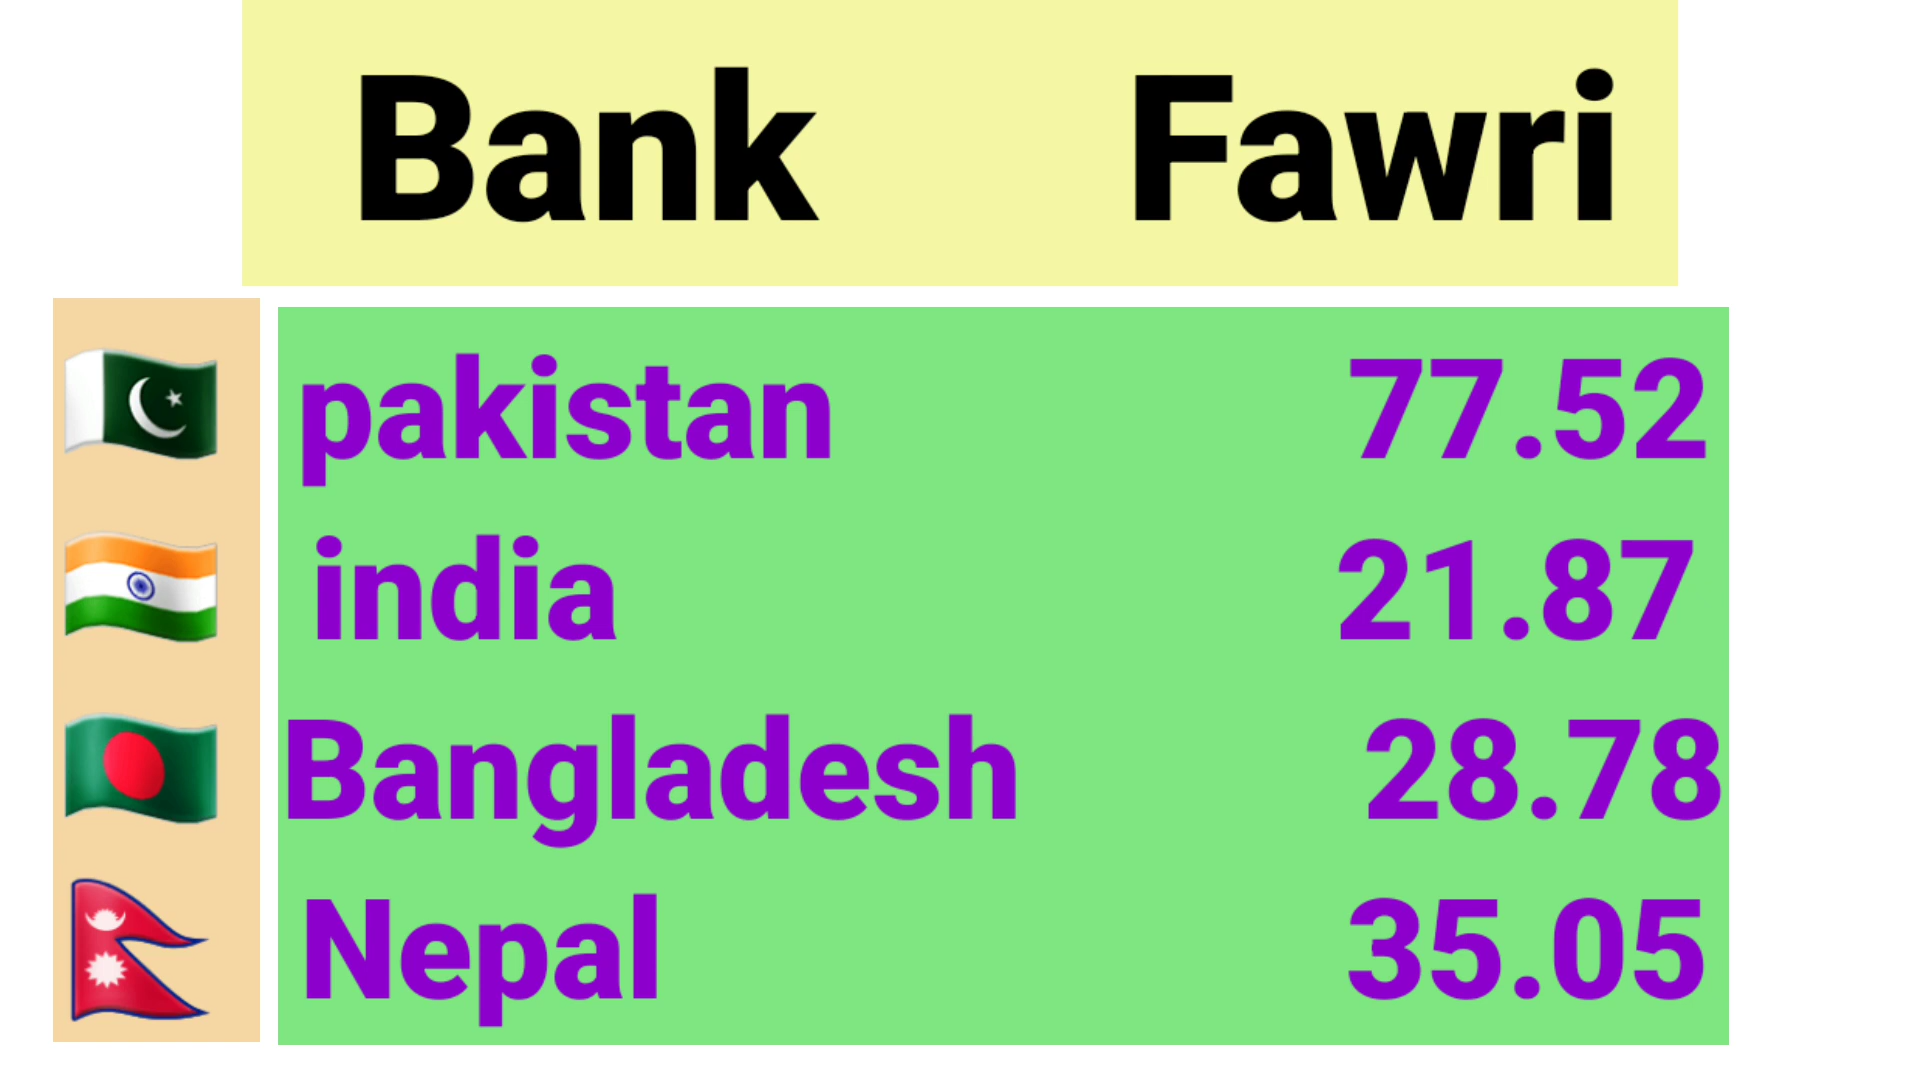 Bank Fawri
pakistan 77.52
india 21.87
Bangladesh 28.78
Nepal 35.05